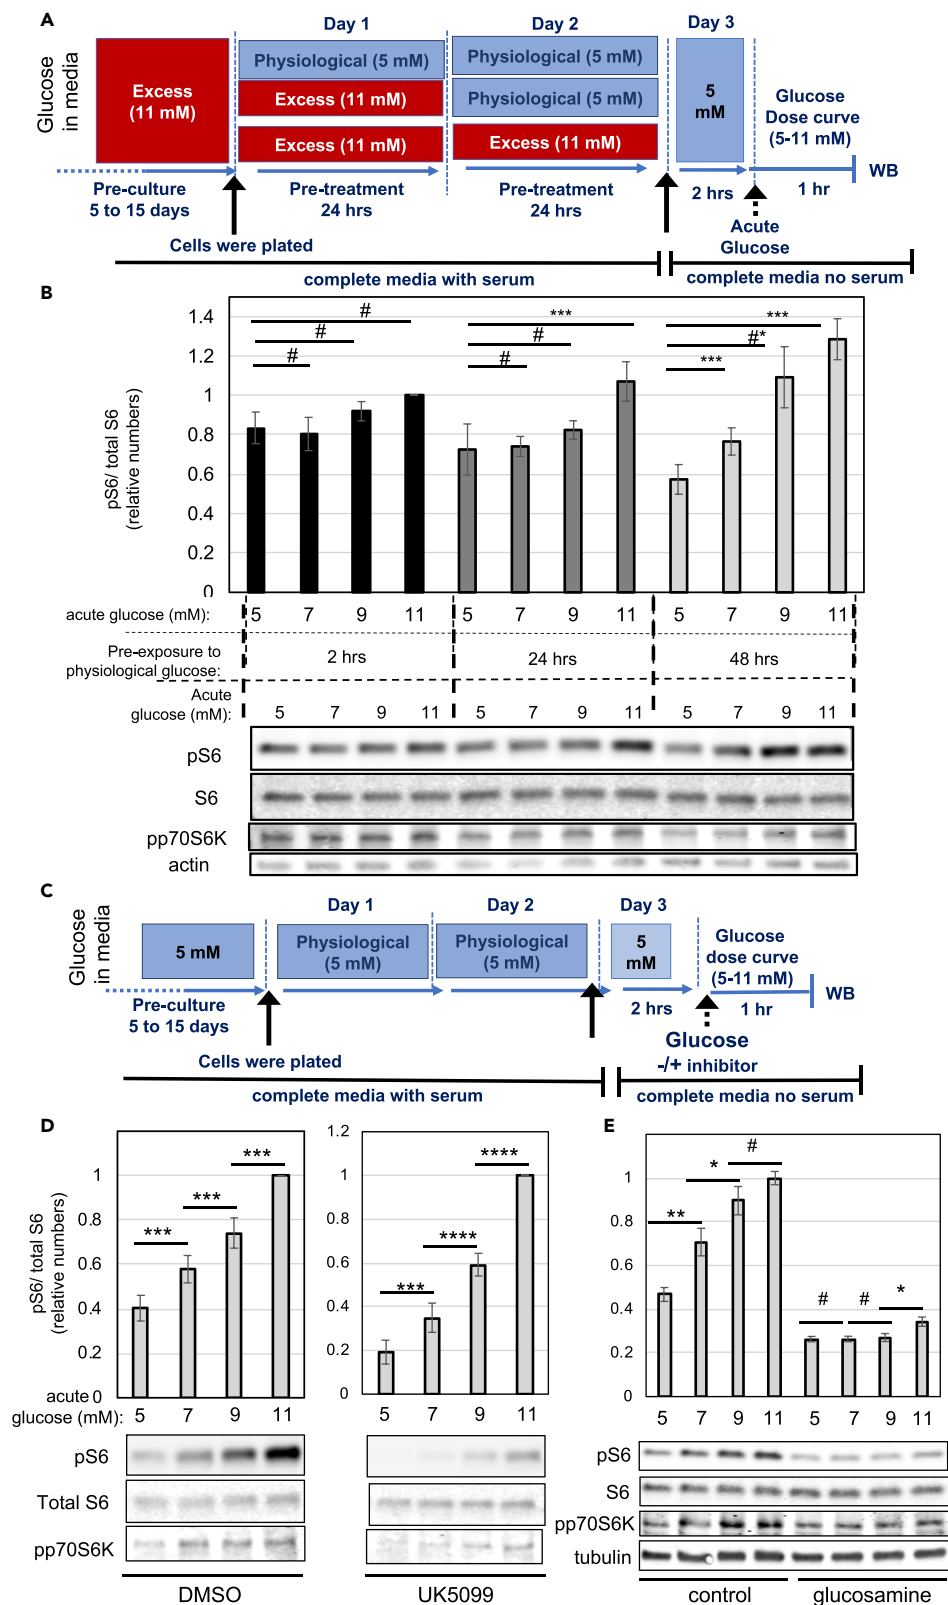 A
Glucose
in media
Day 1
Day 2
Day 3
Excess
(11 mM)
Physiological (5 mM)
Excess (11 mM)
Excess (11 mM)
Physiological (5 mM)
Physiological (5 mM)
Excess (11 mM)
5
mM
Glucose
Dose curve
(5-11 mM)
WB
Pre-culture
5 to 15 days
Pre-treatment
24 hrs
Pre-treatment
24 hrs
2 hrs
1 hr
Cells were plated
Acute
Glucose
complete media with serum
complete media no serum
B
pS6/ total S6
(relative numbers)
1.4
1.2
1
0.8
0.6
0.4
0.2
0
# # #
*** # #
*** #* ***
acute glucose (mM): 5 7 9 11 5 7 9 11 5 7 9 11
Pre-exposure to
physiological glucose: 2 hrs 24 hrs 48 hrs
Acute
glucose (mM): 5 7 9 11 5 7 9 11 5 7 9 11
pS6
S6
pp70S6K
actin
C
Glucose
in media
Day 1
Day 2
Day 3
5 mM
Physiological
(5 mM)
Physiological
(5 mM)
5
mM
Glucose
dose curve
(5-11 mM)
WB
Pre-culture
5 to 15 days
2 hrs
1 hr
Cells were plated
Glucose
-/+ inhibitor
complete media with serum
complete media no serum
D
pS6/ total S6
(relative numbers)
1
0.8
0.6
0.4
0.2
0
*** *** ***
1.2
1
0.8
0.6
0.4
0.2
0
*** **** ****
acute
glucose (mM): 5 7 9 11 5 7 9 11
pS6
Total S6
pp70S6K
DMSO
UK5099
E
1
0.8
0.6
0.4
0.2
0
** * # # # *
5 7 9 11 5 7 9 11
pS6
S6
pp70S6K
tubulin
control
glucosamine